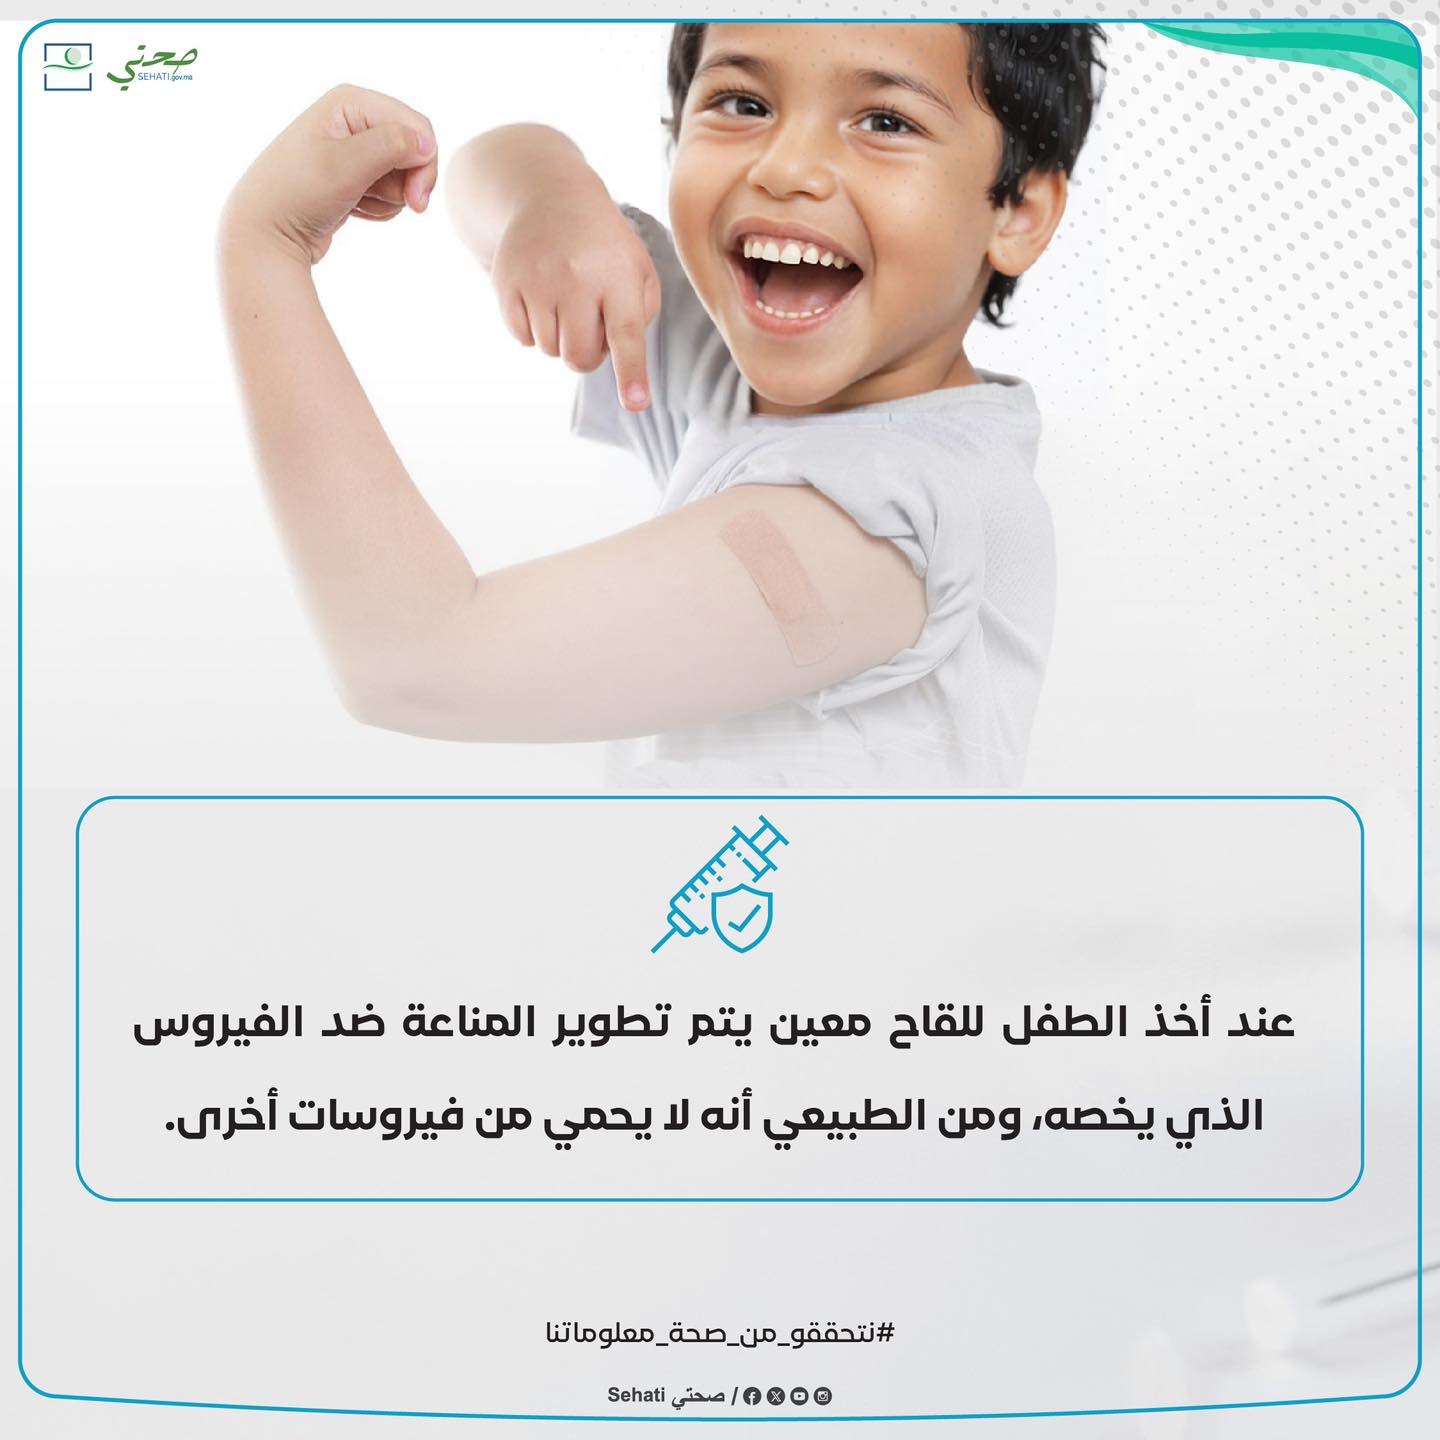 صحتي
SEHATI.gov.ma
عند أخذ الطفل للقاح معين يتم تطوير المناعة ضد الفيروس
الذي يخصه، ومن الطبيعي أنه لا يحمي من فيروسات أخرى.
#نتحققو_من_صحة_معلوماتنا
Sehati صحتي /